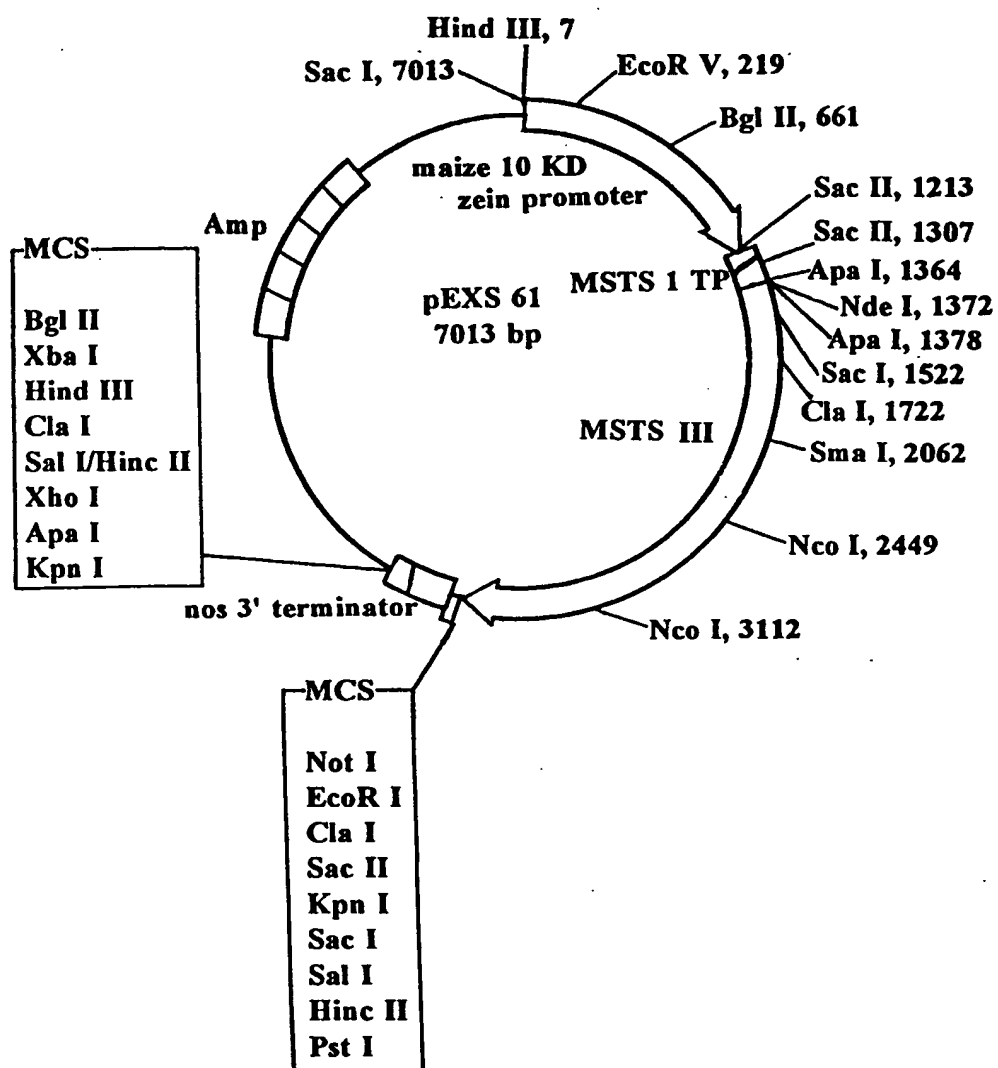 Hind III, 7
Sac I, 7013
EcoR V, 219
Bgl II, 661
maize 10 KD
zein promoter
Sac II, 1213
Sac II, 1307
Apa I, 1364
Nde I, 1372
Apa I, 1378
Sac I, 1522
Cla I, 1722
Sma I, 2062
Nco I, 2449
Nco I, 3112
Amp
MSTS 1 TP
pEXS 61
7013 bp
MSTS III
MCS
Bgl II
Xba I
Hind III
Cla I
Sal I/Hinc II
Xho I
Apa I
Kpn I
nos 3' terminator
MCS
Not I
EcoR I
Cla I
Sac II
Kpn I
Sac I
Sal I
Hinc II
Pst I